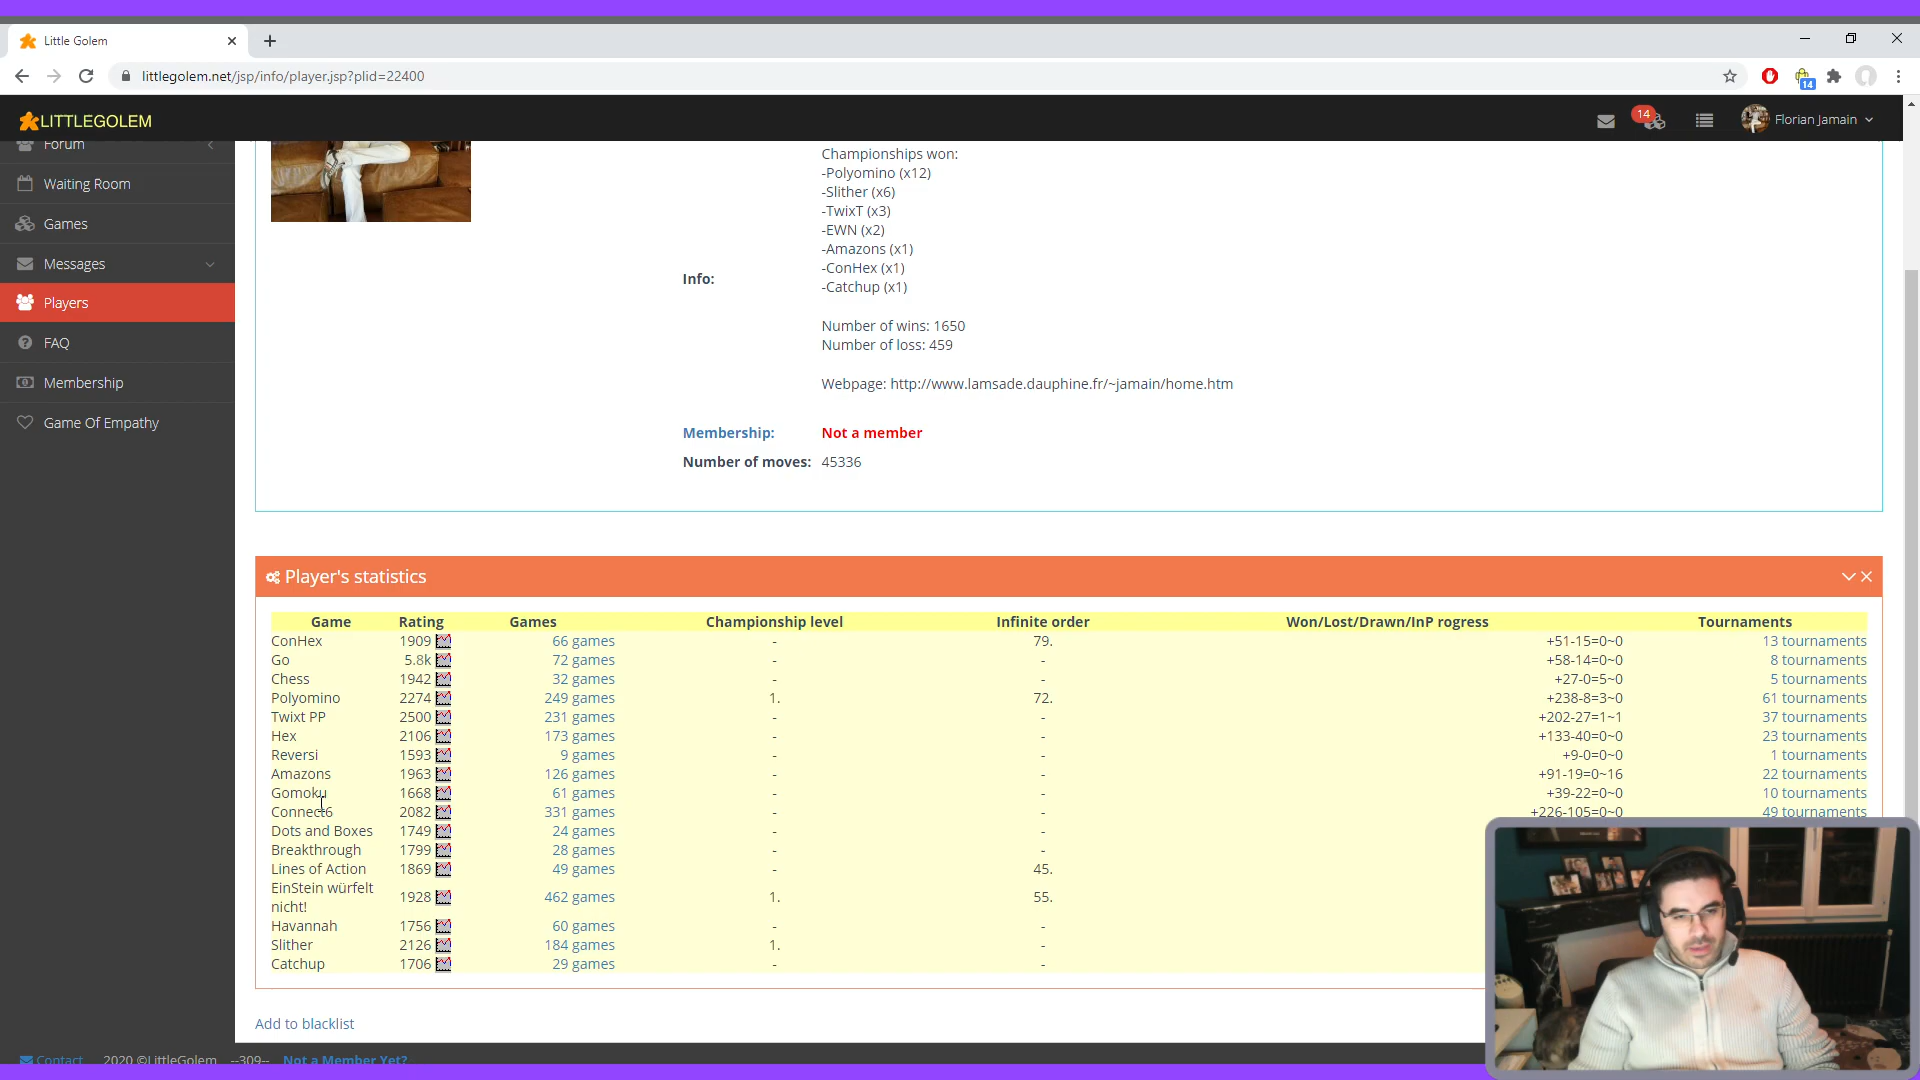 Little Golem
littlegolem.net/jsp/info/player.jsp?plid=22400
14
LITTLEGOLEM
14
Florian Jamain
Forum
Waiting Room
Games
Messages
Players
FAQ
Membership
Game Of Empathy
Info:
Championships won:
-Polyomino (x12)
-Slither (x6)
-TwixT (x3)
-EWN (x2)
-Amazons (x1)
-ConHex (x1)
-Catchup (x1)
Number of wins: 1650
Number of loss: 459
Webpage: http://www.lamsade.dauphine.fr/~jamain/home.htm
Membership: Not a member
Number of moves: 45336
Player's statistics
Game Rating Games Championship level Infinite order Won/Lost/Drawn/InP rogress Tournaments
ConHex 1909 66 games - 79. +51-15=0~0 13 tournaments
Go 5.8k 72 games - - +58-14=0~0 8 tournaments
Chess 1942 32 games - - +27-0=5~0 5 tournaments
Polyomino 2274 249 games 1. 72. +238-8=3~0 61 tournaments
Twixt PP 2500 231 games - - +202-27=1~1 37 tournaments
Hex 2106 173 games - - +133-40=0~0 23 tournaments
Reversi 1593 9 games - - +9-0=0~0 1 tournaments
Amazons 1963 126 games - - +91-19=0~16 22 tournaments
Gomoku 1668 61 games - - +39-22=0~0 10 tournaments
Connect6 2082 331 games - - +226-105=0~0 49 tournaments
Dots and Boxes 1749 24 games - -
Breakthrough 1799 28 games - -
Lines of Action 1869 49 games - 45.
EinStein würfelt
nicht! 1928 462 games 1. 55.
Havannah 1756 60 games - -
Slither 2126 184 games 1. -
Catchup 1706 29 games - -
Add to blacklist
Contact 2020 ©LittleGolem --309-- Not a Member Yet?